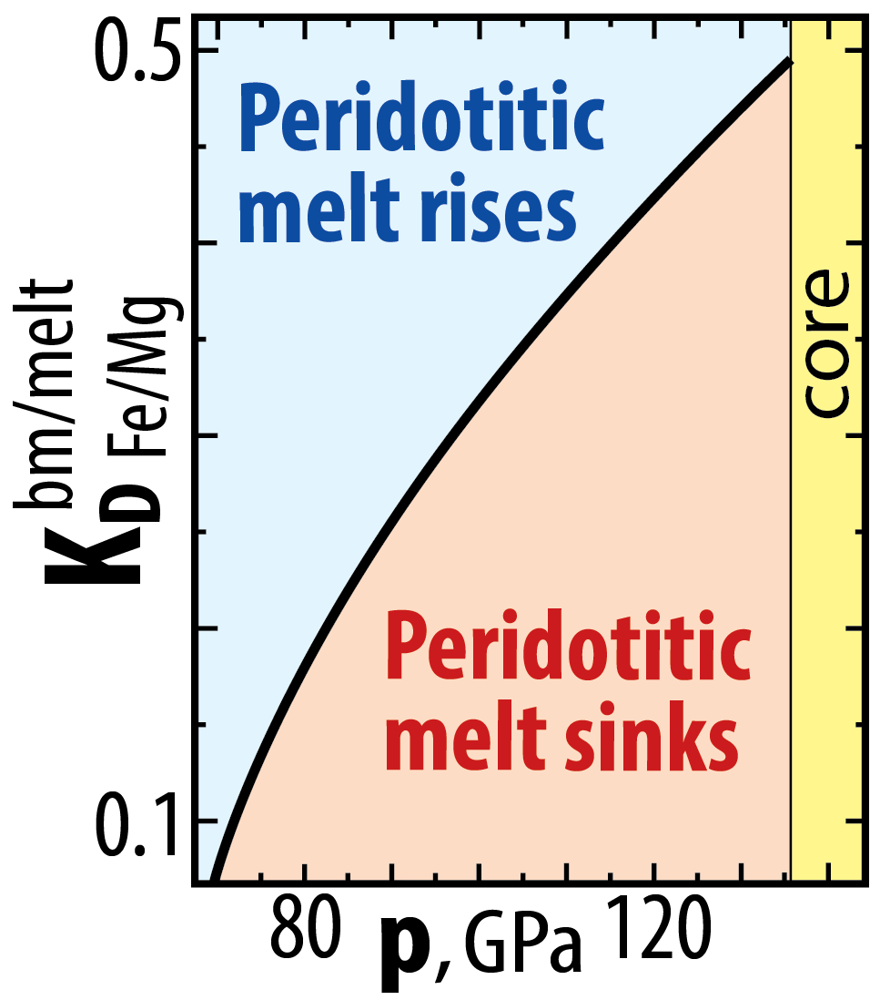 0.5
Peridotitic
melt rises
core
K D bm/melt Fe/Mg
Peridotitic
melt sinks
0.1
80 p, GPa 120